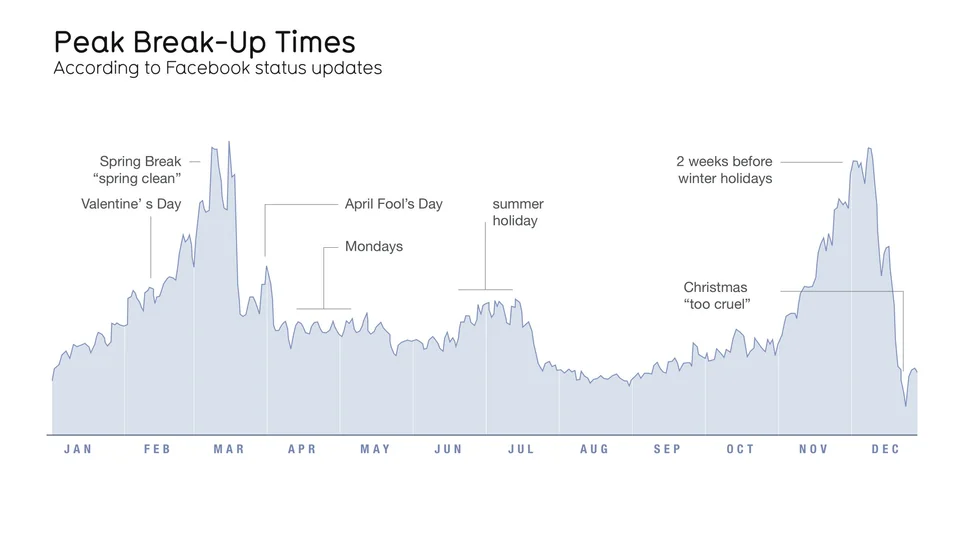 Peak Break-Up Times
According to Facebook status updates
Spring Break
“spring clean”
Valentine’ s Day
April Fool’s Day
Mondays
summer
holiday
2 weeks before
winter holidays
Christmas
“too cruel”
JAN FEB MAR APR MAY JUN JUL AUG SEP OCT NOV DEC